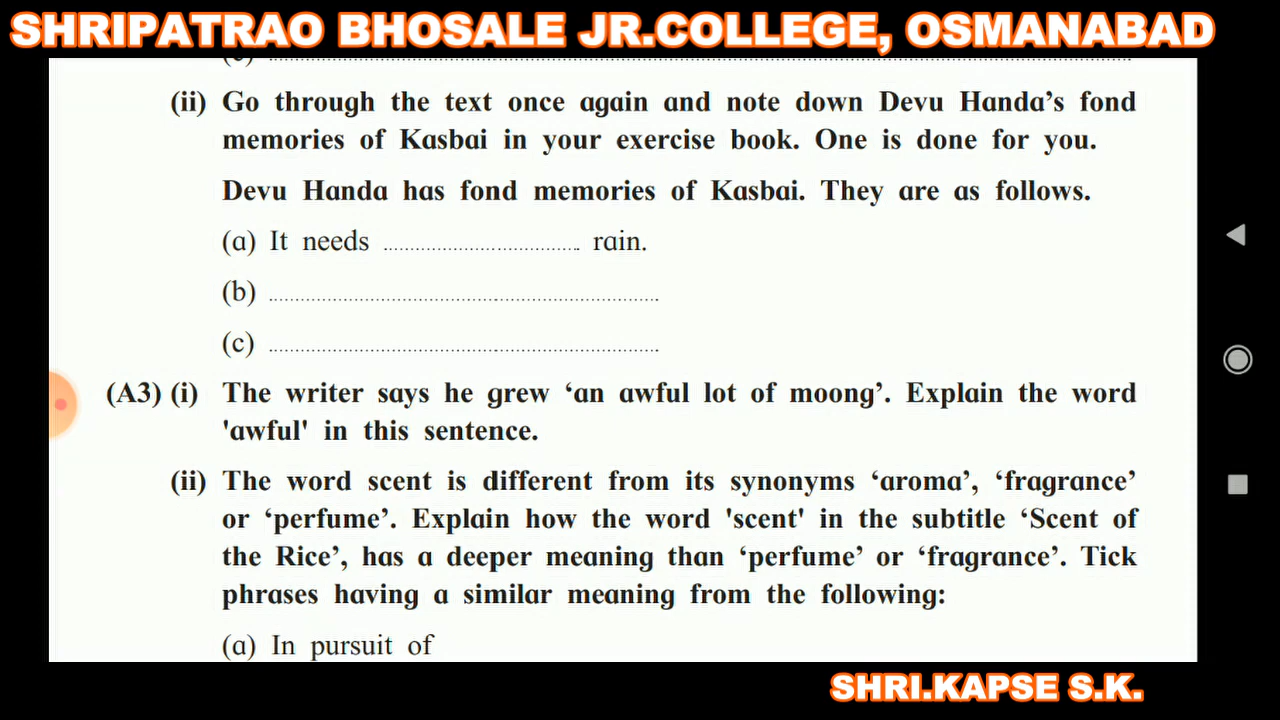 SHRIPATRAO BHOSALE JR.COLLEGE, OSMANABAD
(c) ....................
(ii) Go through the text once again and note down Devu Handa's fond
memories of Kasbai in your exercise book. One is done for you.
Devu Handa has fond memories of Kasbai. They are as follows.
(a) It needs .................... rain.
(b) ....................
(c) ....................
(A3) (i) The writer says he grew 'an awful lot of moong'. Explain the word
'awful' in this sentence.
(ii) The word scent is different from its synonyms 'aroma', 'fragrance'
or 'perfume'. Explain how the word 'scent' in the subtitle 'Scent of
the Rice', has a deeper meaning than 'perfume' or 'fragrance'. Tick
phrases having a similar meaning from the following:
(a) In pursuit of
SHRI.KAPSE S.K.